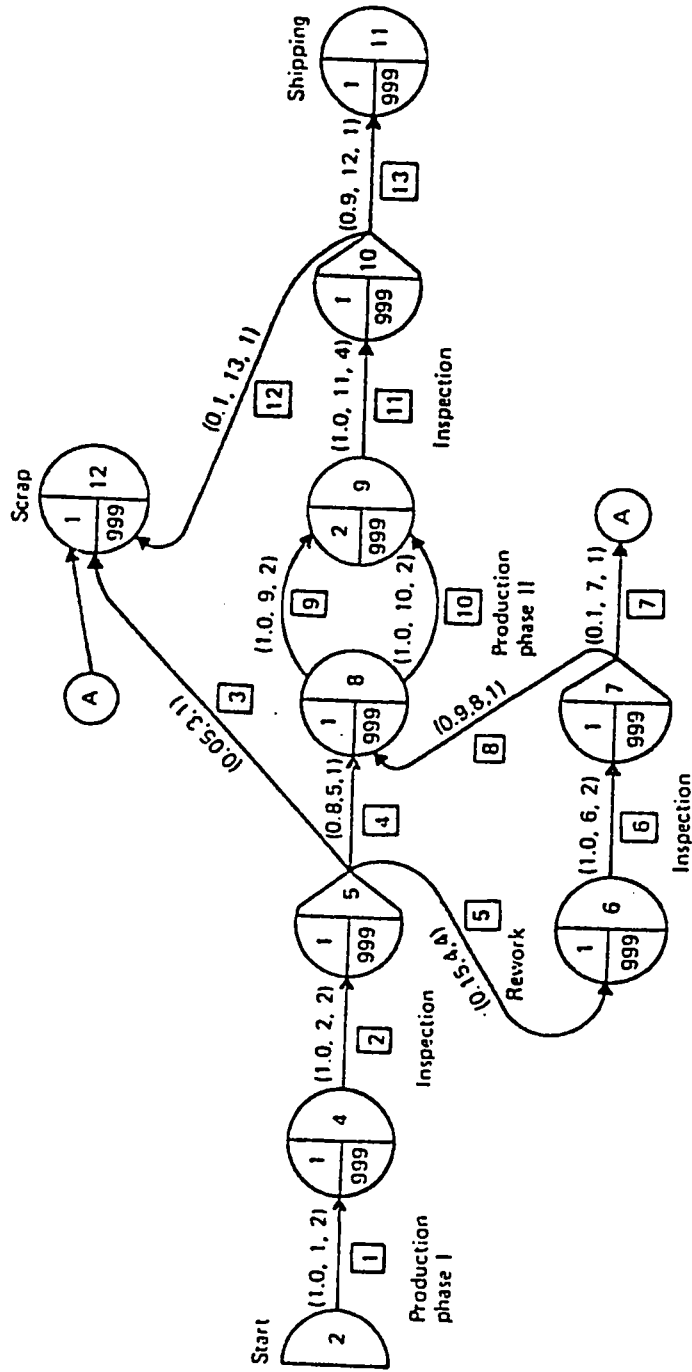 Start
2
(1.0, 1, 2)
1
Production
phase I
1
4
999
(1.0, 2, 2)
2
Inspection
1
5
999
(0.05,3,1)
3
(0.8,5,1)
4
(0.15,4,4)
5
Rework
1
6
999
(1.0, 6, 2)
6
Inspection
1
7
999
(0.9,8,1)
8
(0.1, 7, 1)
7
A
A
Scrap
1
12
999
1
8
999
(1.0, 9, 2)
9
(1.0, 10, 2)
10
Production
phase II
2
9
999
(1.0, 11, 4)
11
Inspection
1
10
999
(0.1, 13, 1)
12
(0.9, 12, 1)
13
Shipping
1
11
999